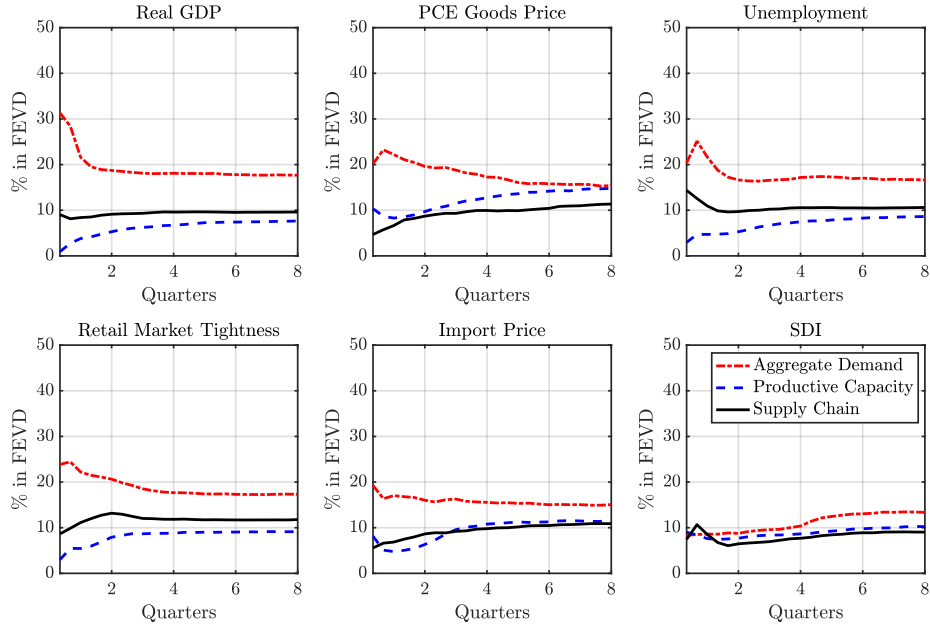 Real GDP
50
40
30
20
10
0
2 4 6 8
Quarters
% in FEVD
PCE Goods Price
50
40
30
20
10
0
2 4 6 8
Quarters
% in FEVD
Unemployment
50
40
30
20
10
0
2 4 6 8
Quarters
% in FEVD
Retail Market Tightness
50
40
30
20
10
0
2 4 6 8
Quarters
% in FEVD
Import Price
50
40
30
20
10
0
2 4 6 8
Quarters
% in FEVD
SDI
50
40
30
20
10
0
2 4 6 8
Quarters
% in FEVD
Aggregate Demand
Productive Capacity
Supply Chain